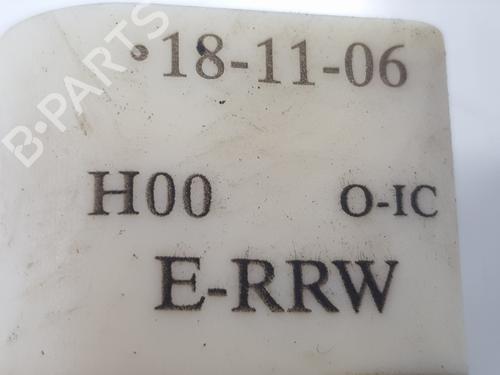 B-PARTS
•18-11-06
H00 O-IC
E-RRW